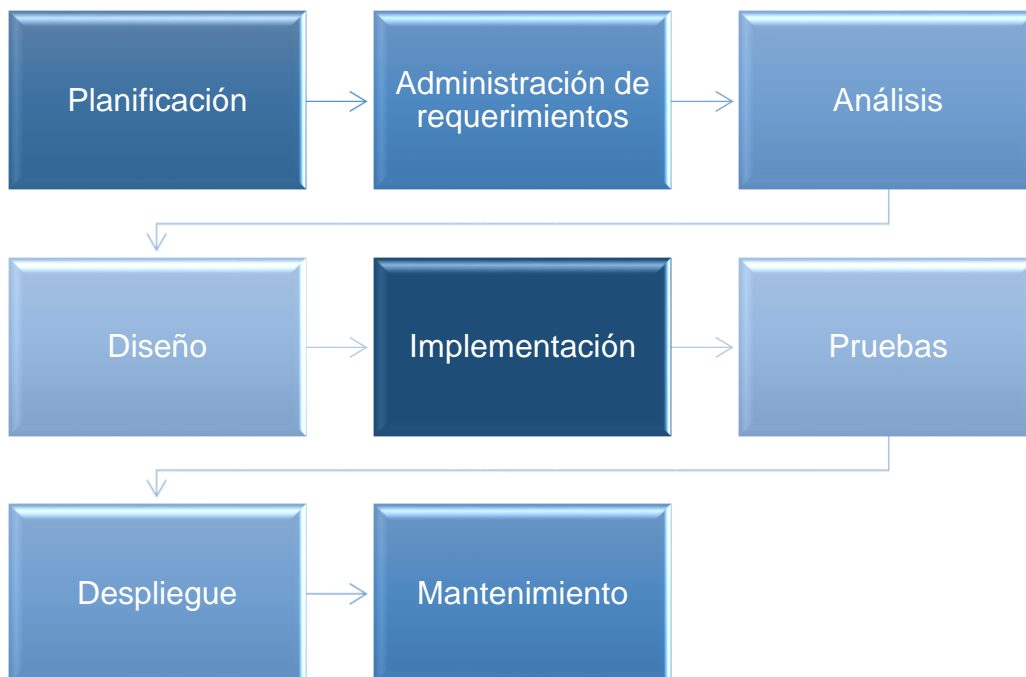 Planificación
Administración de
requerimientos
Análisis
Diseño
Implementación
Pruebas
Despliegue
Mantenimiento